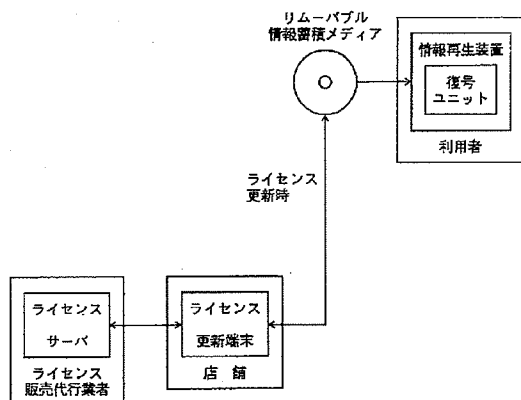 リムーバブル
情報蓄積メディア
情報再生装置
復号
ユニット
利用者
ライセンス
更新時
ライセンス
サーバ
ライセンス
販売代行業者
ライセンス
更新端末
店 舗